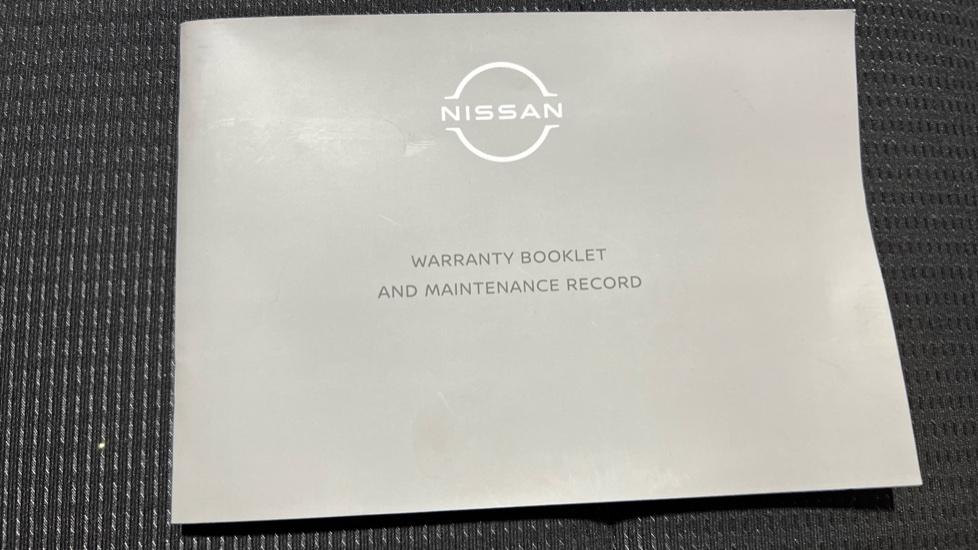 NISSAN
WARRANTY BOOKLET
AND MAINTENANCE RECORD